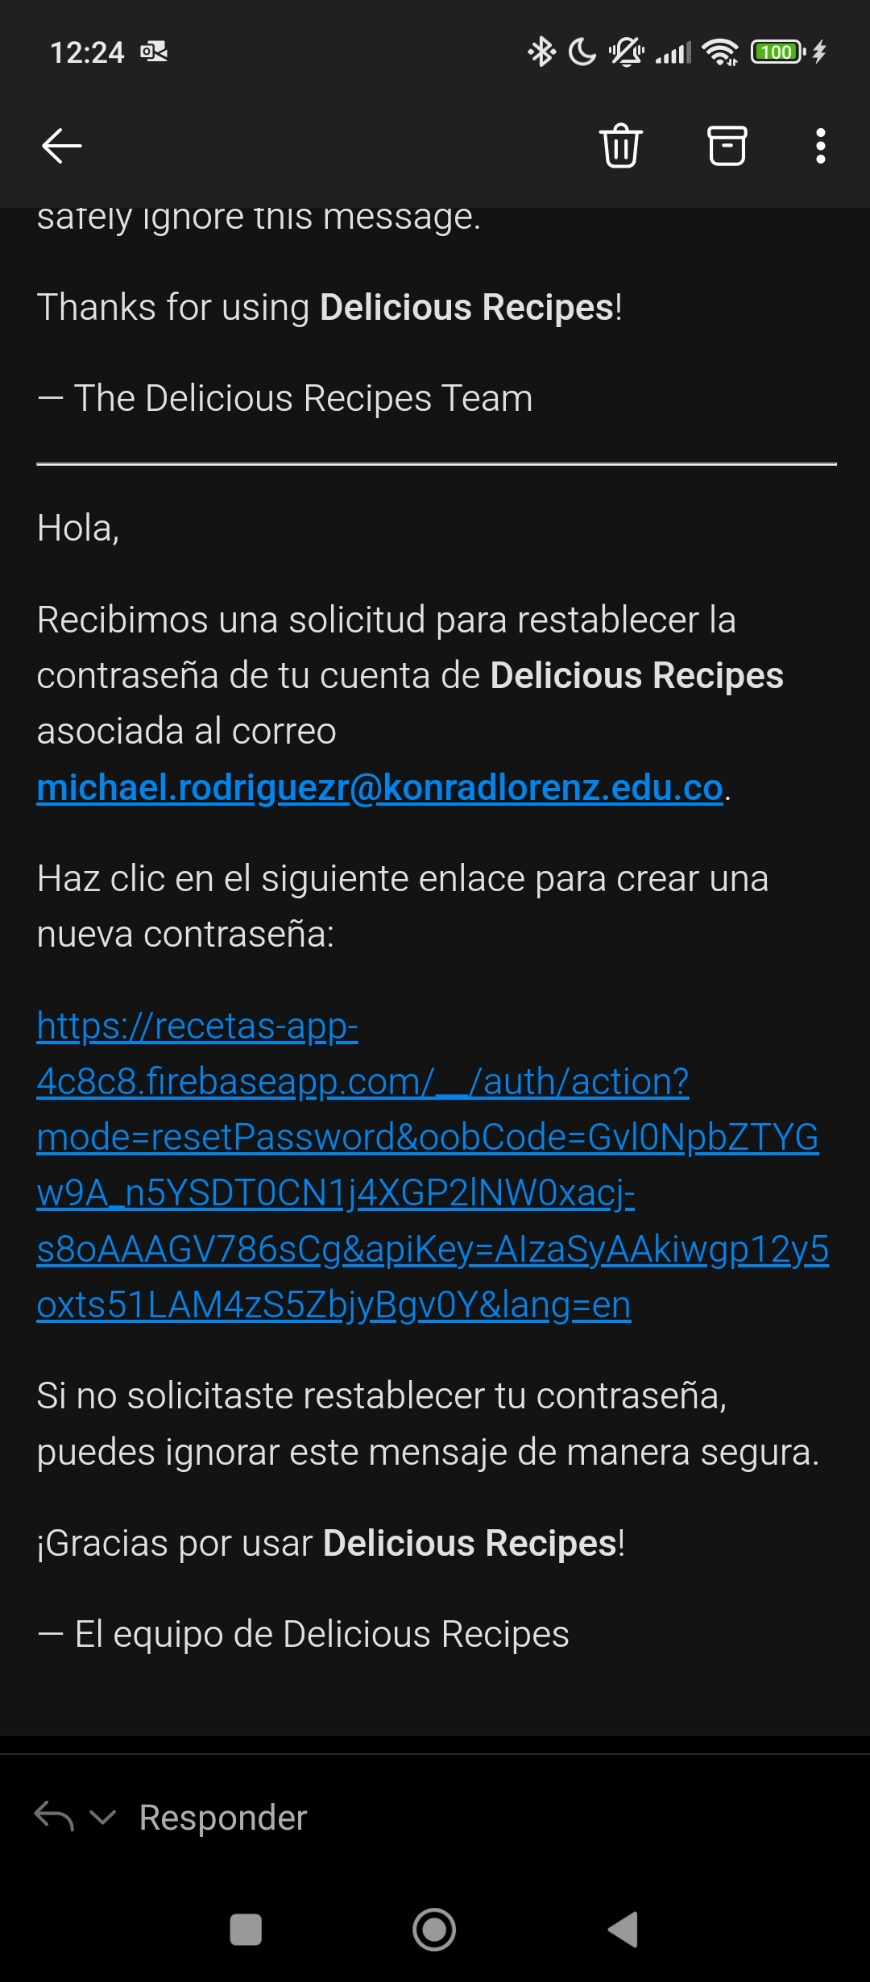 12:24
100
safely ignore this message.
Thanks for using Delicious Recipes!
— The Delicious Recipes Team
Hola,
Recibimos una solicitud para restablecer la
contraseña de tu cuenta de Delicious Recipes
asociada al correo
michael.rodriguezr@konradlorenz.edu.co.
Haz clic en el siguiente enlace para crear una
nueva contraseña:
https://recetas-app-
4c8c8.firebaseapp.com/__/auth/action?
mode=resetPassword&oobCode=Gvl0NpbZTYG
w9A_n5YSDT0CN1j4XGP2lNW0xacj-
s8oAAAGV786sCg&apiKey=AIzaSyAAkiwgp12y5
oxts51LAM4zS5ZbjyBgv0Y&lang=en
Si no solicitaste restablecer tu contraseña,
puedes ignorar este mensaje de manera segura.
¡Gracias por usar Delicious Recipes!
— El equipo de Delicious Recipes
Responder